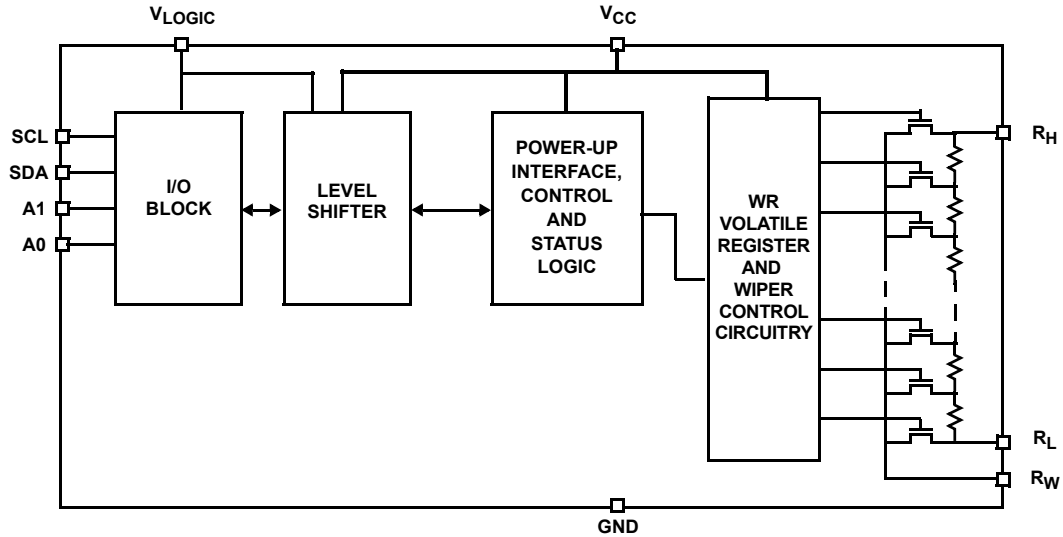 VLOGIC
VCC
SCL
SDA
A1
A0
I/O
BLOCK
LEVEL
SHIFTER
POWER-UP
INTERFACE,
CONTROL
AND
STATUS
LOGIC
WR
VOLATILE
REGISTER
AND
WIPER
CONTROL
CIRCUITRY
RH
RL
RW
GND